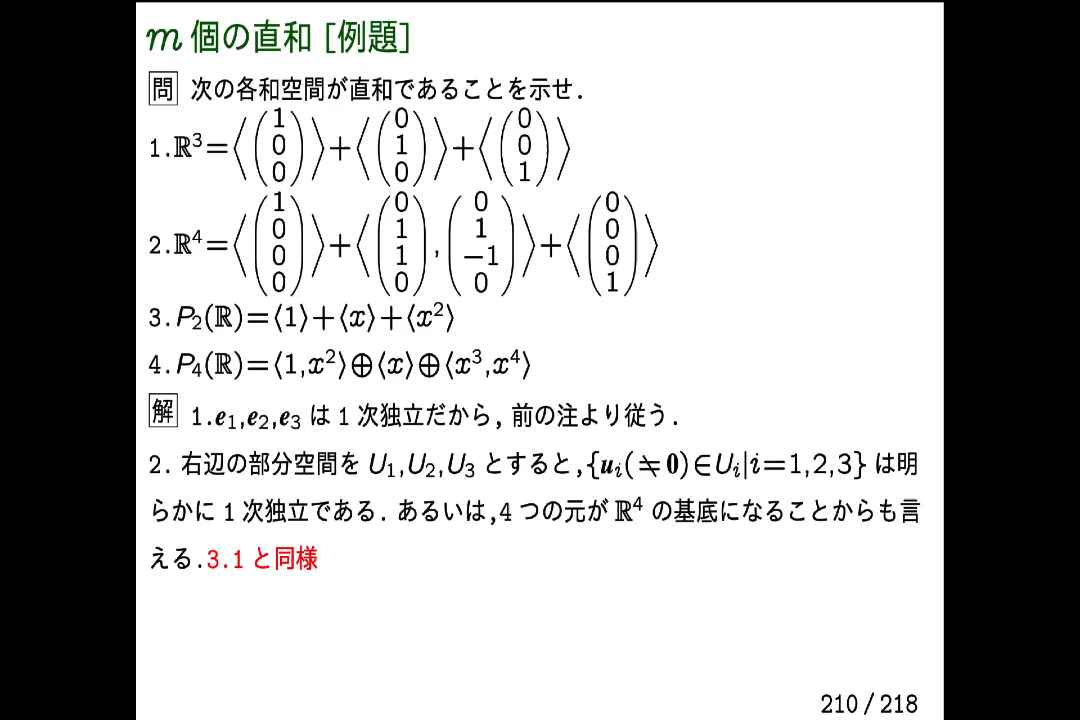 m 個の直和 [例題]
問 次の各和空間が直和であることを示せ.
1.ℝ³=⟨(1 0 0)⟩+⟨(0 1 0)⟩+⟨(0 0 1)⟩
2.ℝ⁴=⟨(1 0 0 0)⟩+⟨(0 1 1 0),(0 1 −1 0)⟩+⟨(0 0 0 1)⟩
3.P₂(ℝ)=⟨1⟩+⟨x⟩+⟨x²⟩
4.P₄(ℝ)=⟨1,x²⟩⊕⟨x⟩⊕⟨x³,x⁴⟩
解 1.e₁,e₂,e₃ は 1 次独立だから, 前の注より従う.
2. 右辺の部分空間を U₁,U₂,U₃ とすると,{uᵢ(≒0)∈Uᵢ|i=1,2,3} は明
らかに 1 次独立である. あるいは,4 つの元が ℝ⁴ の基底になることからも言
える.3.1 と同様
210 / 218